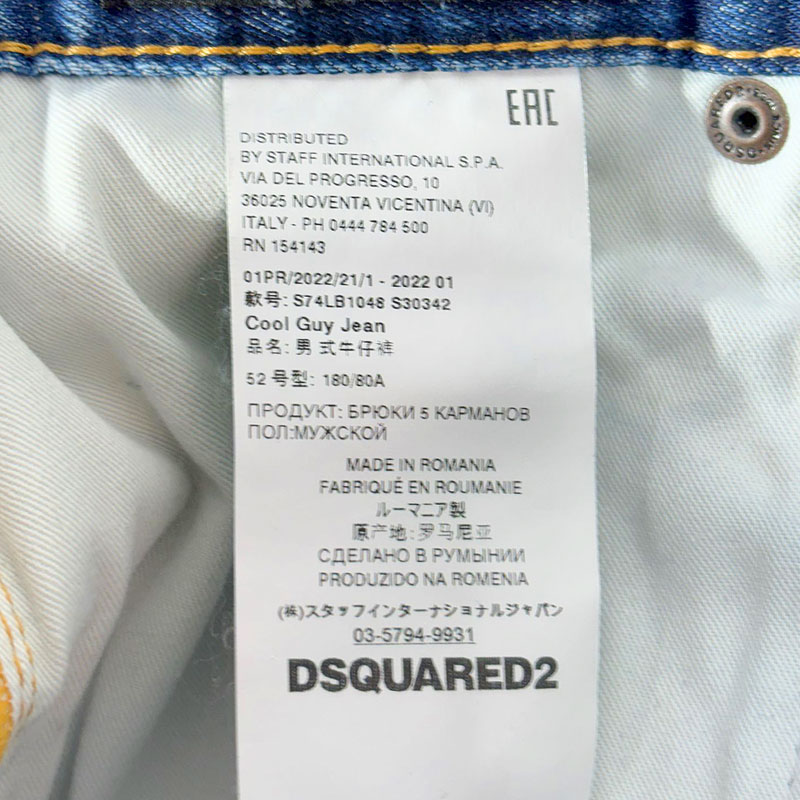 EAC
DISTRIBUTED
BY STAFF INTERNATIONAL S.P.A.
VIA DEL PROGRESSO, 10
36025 NOVENTA VICENTINA (VI)
ITALY - PH 0444 784 500
RN 154143
01PR/2022/21/1 - 2022 01
款号: S74LB1048 S30342
Cool Guy Jean
品名: 男 式牛仔裤
52 号型: 180/80A
ПРОДУКТ: БРЮКИ 5 КАРМАНОВ
ПОЛ:МУЖСКОЙ
MADE IN ROMANIA
FABRIQUÉ EN ROUMANIE
ルーマニア製
原产地: 罗马尼亚
СДЕЛАНО В РУМЫНИИ
PRODUZIDO NA ROMENIA
(株)スタッフインターナショナルジャパン
03-5794-9931
DSQUARED2